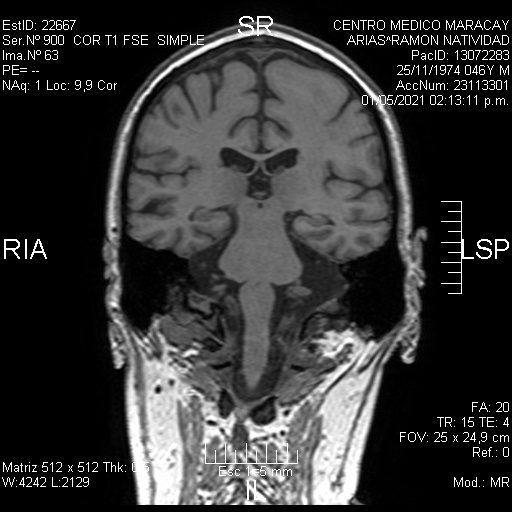 EstID: 22667
Ser.Nº 900 COR T1 FSE SIMPLE
Ima.Nº 63
PE= --
NAq: 1 Loc: 9,9 Cor
SR
CENTRO MEDICO MARACAY
ARIAS^RAMON NATIVIDAD
PacID: 13072283
25/11/1974 046Y M
AccNum: 23113301
01/05/2021 02:13:11 p.m.
RIA
LSP
FA: 20
TR: 15 TE: 4
FOV: 25 x 24,9 cm
Ref.: 0
Matriz 512 x 512 Thk: 0,5
W:4242 L:2129
Esc 1=5 mm
Mod.: MR